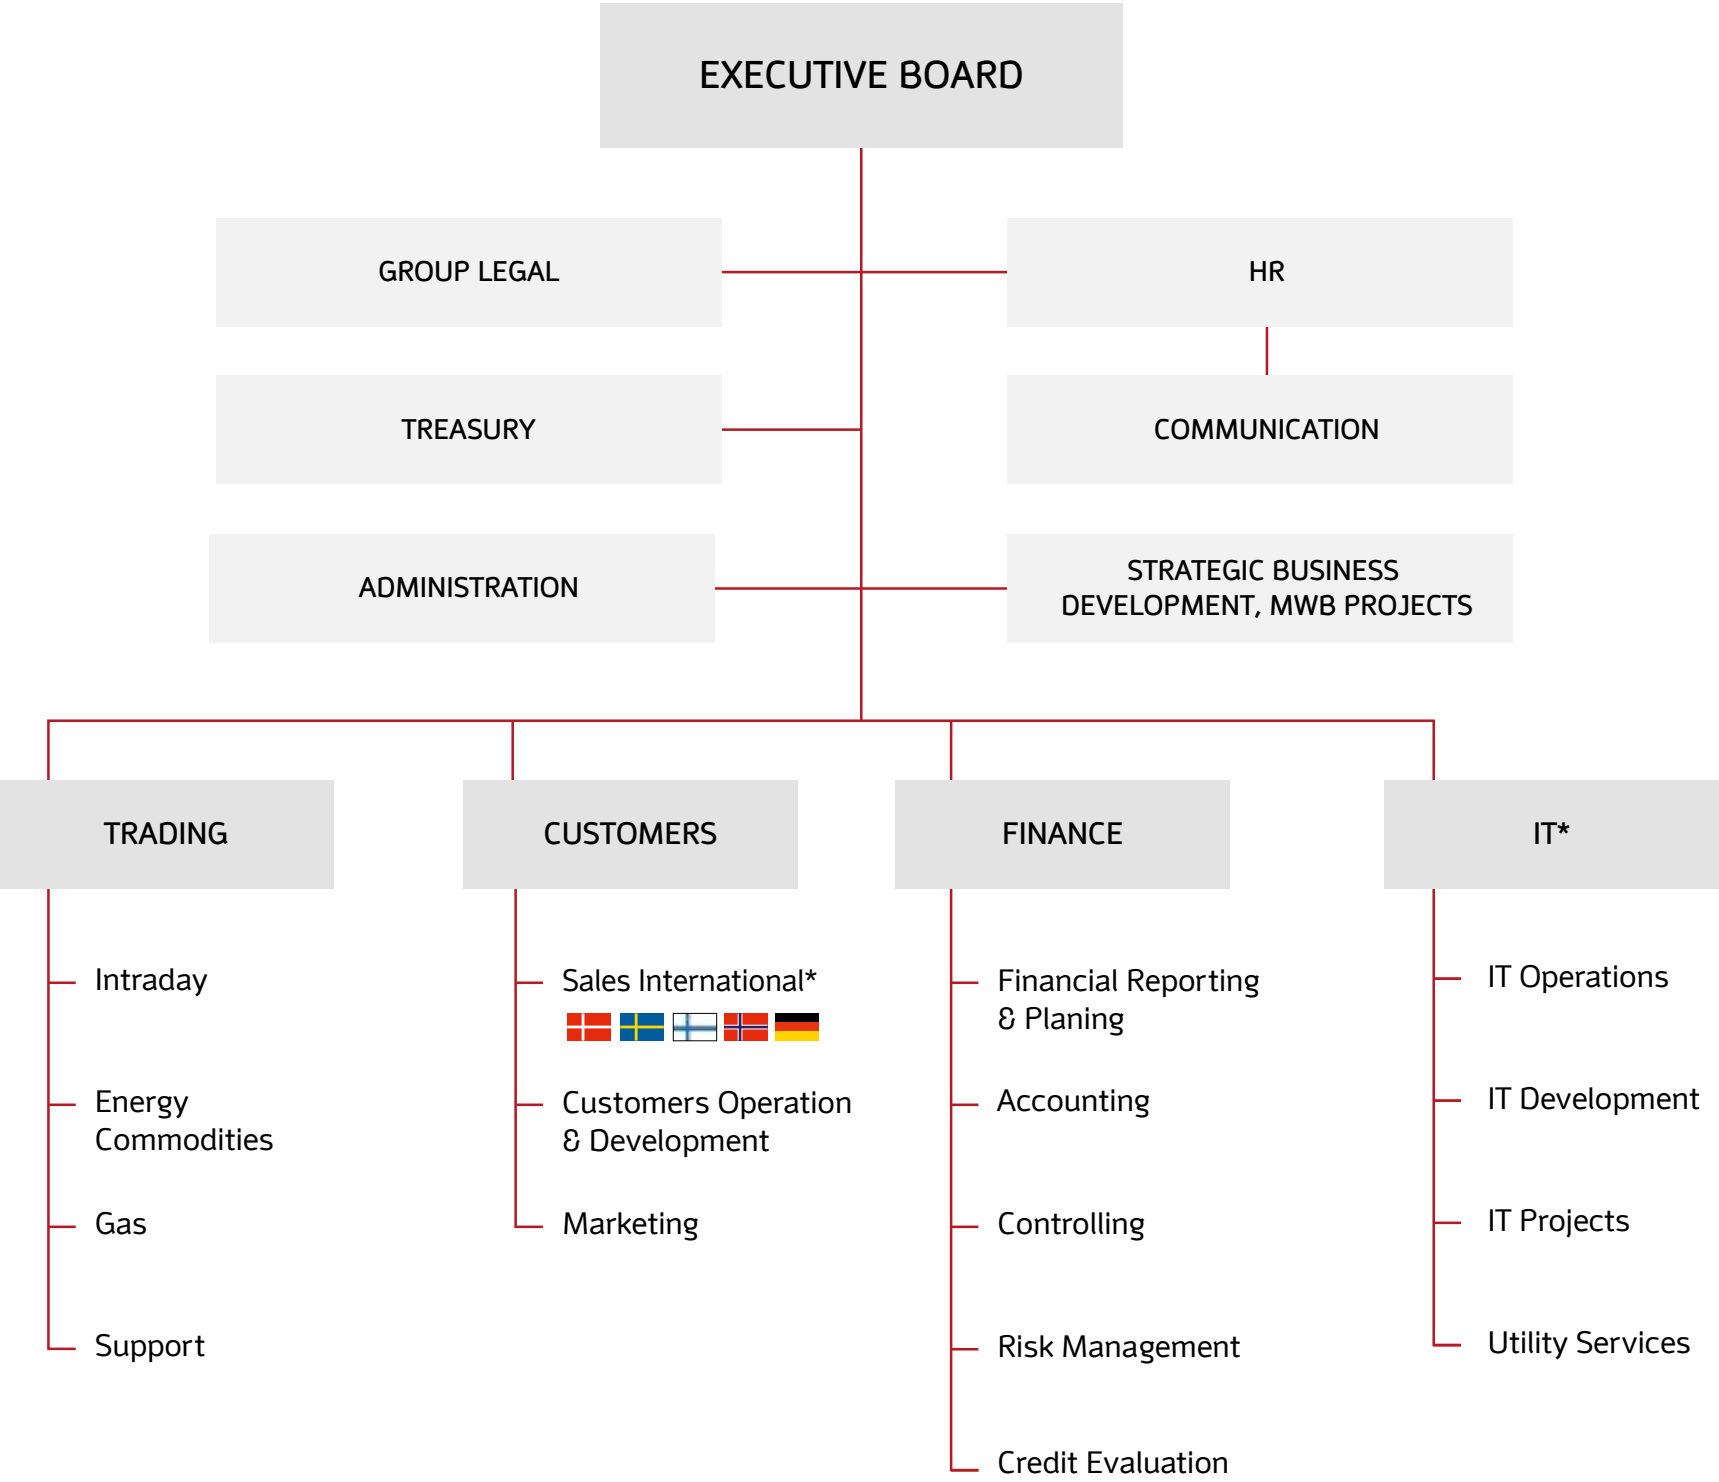 EXECUTIVE BOARD
GROUP LEGAL
HR
TREASURY
COMMUNICATION
ADMINISTRATION
STRATEGIC BUSINESS
DEVELOPMENT, MWB PROJECTS
TRADING
CUSTOMERS
FINANCE
IT*
Intraday
Energy
Commodities
Gas
Support
Sales International*
Customers Operation
& Development
Marketing
Financial Reporting
& Planing
Accounting
Controlling
Risk Management
Credit Evaluation
IT Operations
IT Development
IT Projects
Utility Services